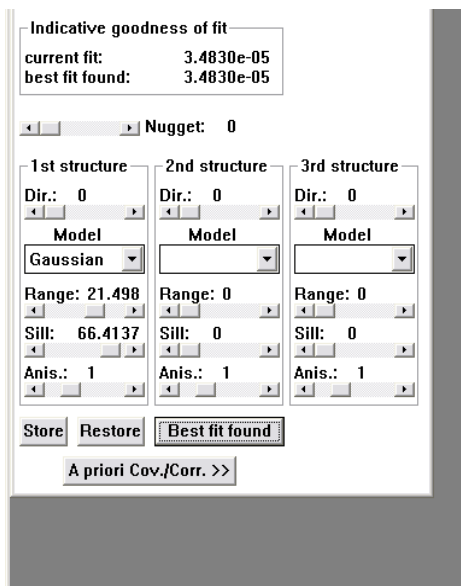 Indicative goodness of fit
current fit: 3.4830e-05
best fit found: 3.4830e-05
Nugget: 0
1st structure 2nd structure 3rd structure
Dir.: 0 Dir.: 0 Dir.: 0
Model Model Model
Gaussian
Range: 21.498 Range: 0 Range: 0
Sill: 66.4137 Sill: 0 Sill: 0
Anis.: 1 Anis.: 1 Anis.: 1
Store Restore Best fit found
A priori Cov./Corr. >>